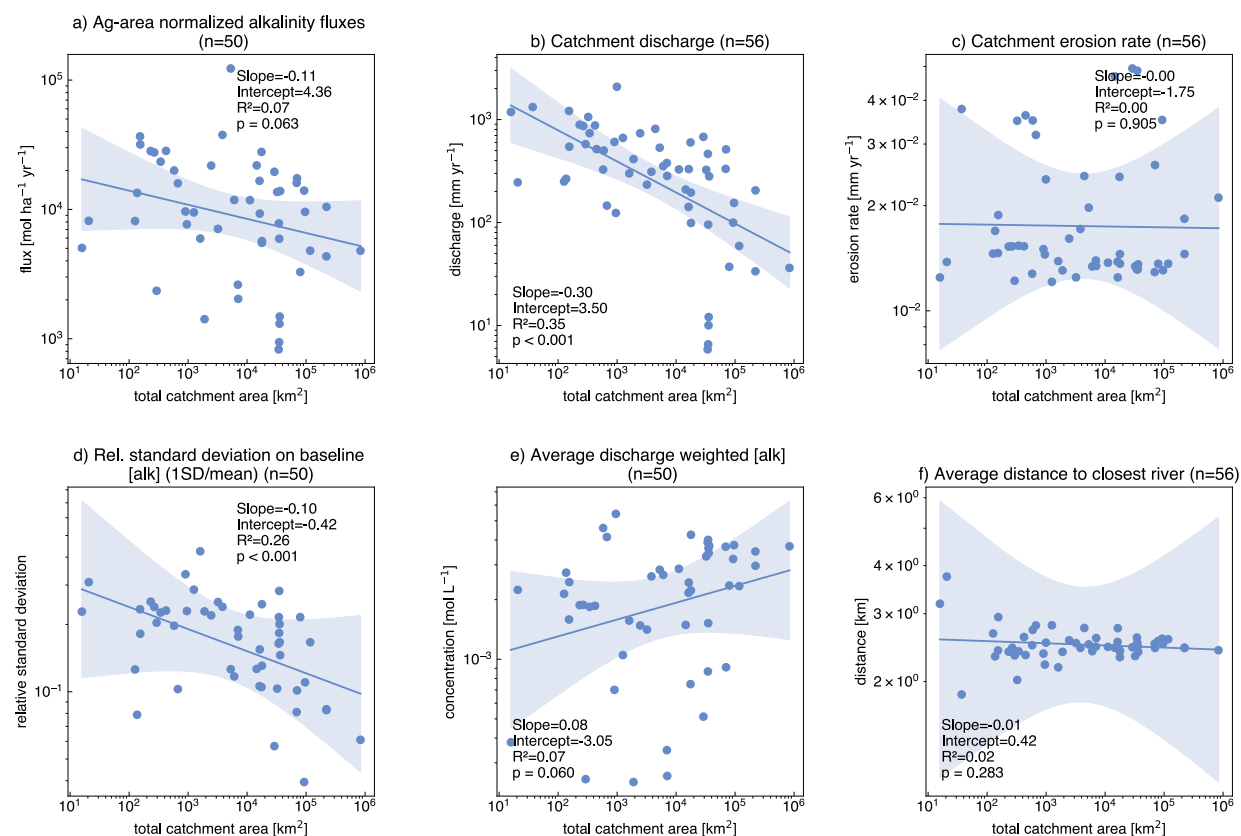 a) Ag-area normalized alkalinity fluxes
(n=50)
Slope=-0.11
Intercept=4.36
R²=0.07
p = 0.063
10⁵
10⁴
10³
flux [mol ha⁻¹ yr⁻¹]
10¹ 10² 10³ 10⁴ 10⁵ 10⁶
total catchment area [km²]
b) Catchment discharge (n=56)
10³
10²
10¹
discharge [mm yr⁻¹]
Slope=-0.30
Intercept=3.50
R²=0.35
p < 0.001
10¹ 10² 10³ 10⁴ 10⁵ 10⁶
total catchment area [km²]
c) Catchment erosion rate (n=56)
Slope=-0.00
Intercept=-1.75
R²=0.00
p = 0.905
4 × 10⁻²
2 × 10⁻²
10⁻²
erosion rate [mm yr⁻¹]
10¹ 10² 10³ 10⁴ 10⁵ 10⁶
total catchment area [km²]
d) Rel. standard deviation on baseline
[alk] (1SD/mean) (n=50)
Slope=-0.10
Intercept=-0.42
R²=0.26
p < 0.001
10⁻¹
relative standard deviation
10¹ 10² 10³ 10⁴ 10⁵ 10⁶
total catchment area [km²]
e) Average discharge weighted [alk]
(n=50)
10⁻³
concentration [mol L⁻¹]
Slope=0.08
Intercept=-3.05
R²=0.07
p = 0.060
10¹ 10² 10³ 10⁴ 10⁵ 10⁶
total catchment area [km²]
f) Average distance to closest river (n=56)
6 × 10⁰
4 × 10⁰
3 × 10⁰
2 × 10⁰
distance [km]
Slope=-0.01
Intercept=0.42
R²=0.02
p = 0.283
10¹ 10² 10³ 10⁴ 10⁵ 10⁶
total catchment area [km²]